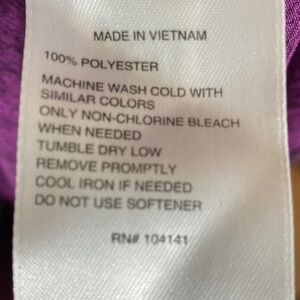 MADE IN VIETNAM
100% POLYESTER
MACHINE WASH COLD WITH
SIMILAR COLORS
ONLY NON-CHLORINE BLEACH
WHEN NEEDED
TUMBLE DRY LOW
REMOVE PROMPTLY
COOL IRON IF NEEDED
DO NOT USE SOFTENER
RN# 104141